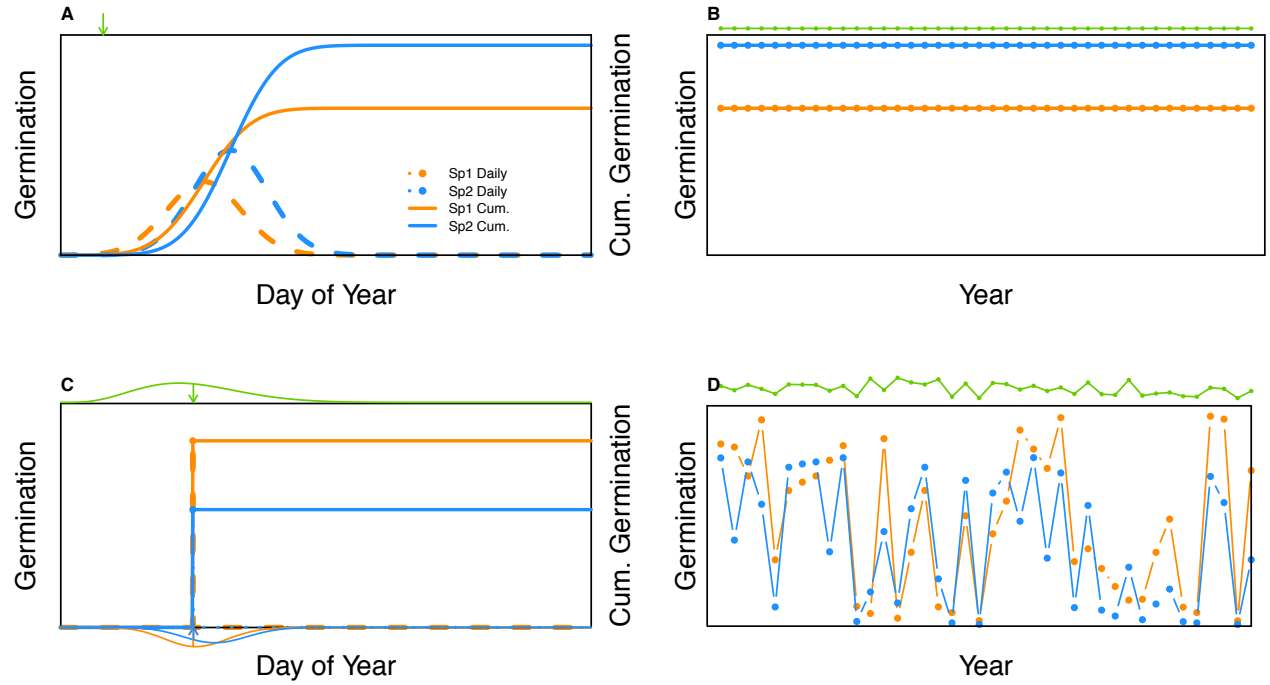 A
Germination
Cum. Germination
Sp1 Daily
Sp2 Daily
Sp1 Cum.
Sp2 Cum.
Day of Year
B
Germination
Year
C
Germination
Cum. Germination
Day of Year
D
Germination
Year